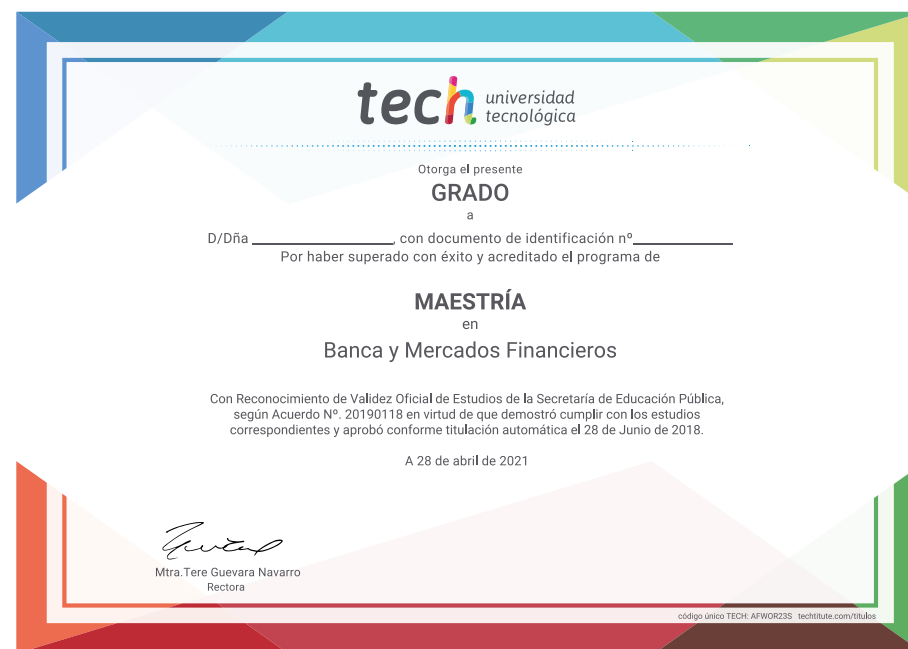 tech universidad
tecnológica
Otorga el presente
GRADO
a
D/Dña ____________, con documento de identificación nº____________
Por haber superado con éxito y acreditado el programa de
MAESTRÍA
en
Banca y Mercados Financieros
Con Reconocimiento de Validez Oficial de Estudios de la Secretaría de Educación Pública,
según Acuerdo Nº. 20190118 en virtud de que demostró cumplir con los estudios
correspondientes y aprobó conforme titulación automática el 28 de Junio de 2018.
A 28 de abril de 2021
Mtra.Tere Guevara Navarro
Rectora
código único TECH: AFWOR23S techtitute.com/titulos